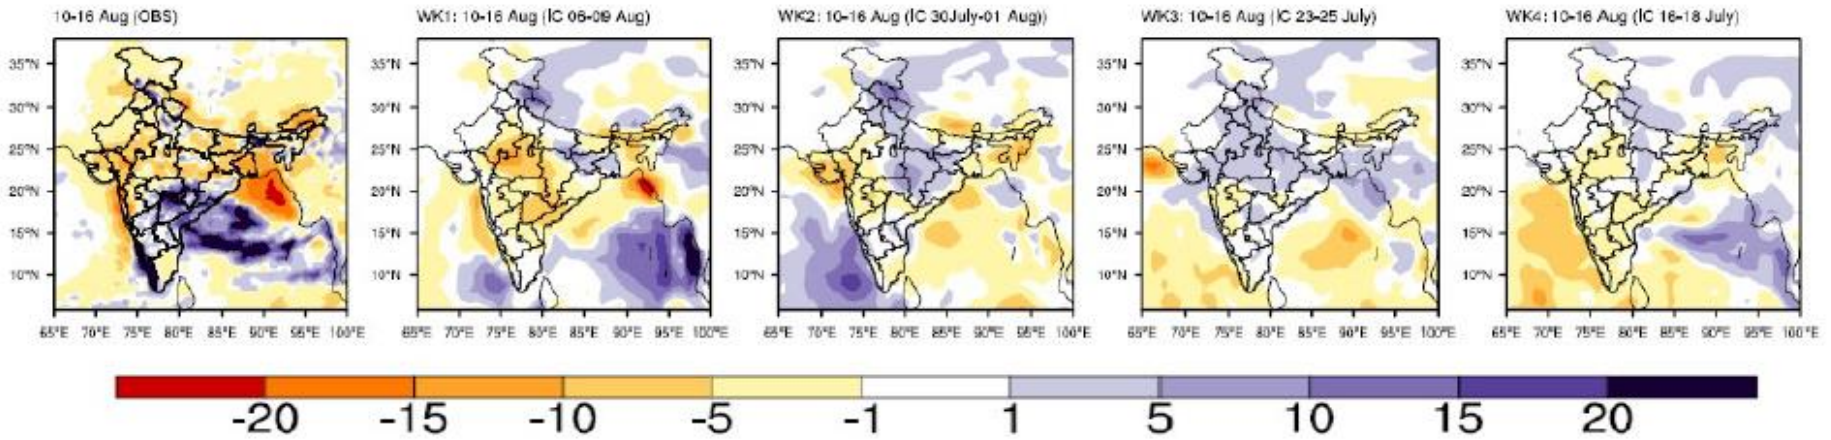 10-16 Aug (OBS)
WK1: 10-16 Aug (IC 06-09 Aug)
WK2: 10-16 Aug (IC 30July-01 Aug))
WK3: 10-16 Aug (IC 23-25 July)
WK4: 10-16 Aug (IC 16-18 July)
35°N 35°N 35°N 35°N 35°N
30°N 30°N 30°N 30°N 30°N
25°N 25°N 25°N 25°N 25°N
20°N 20°N 20°N 20°N 20°N
15°N 15°N 15°N 15°N 15°N
10°N 10°N 10°N 10°N 10°N
65°E 70°E 75°E 80°E 85°E 90°E 95°E 100°E
65°E 70°E 75°E 80°E 85°E 90°E 95°E 100°E
65°E 70°E 75°E 80°E 85°E 90°E 95°E 100°E
65°E 70°E 75°E 80°E 85°E 90°E 95°E 100°E
65°E 70°E 75°E 80°E 85°E 90°E 95°E 100°E
-20 -15 -10 -5 -1 1 5 10 15 20